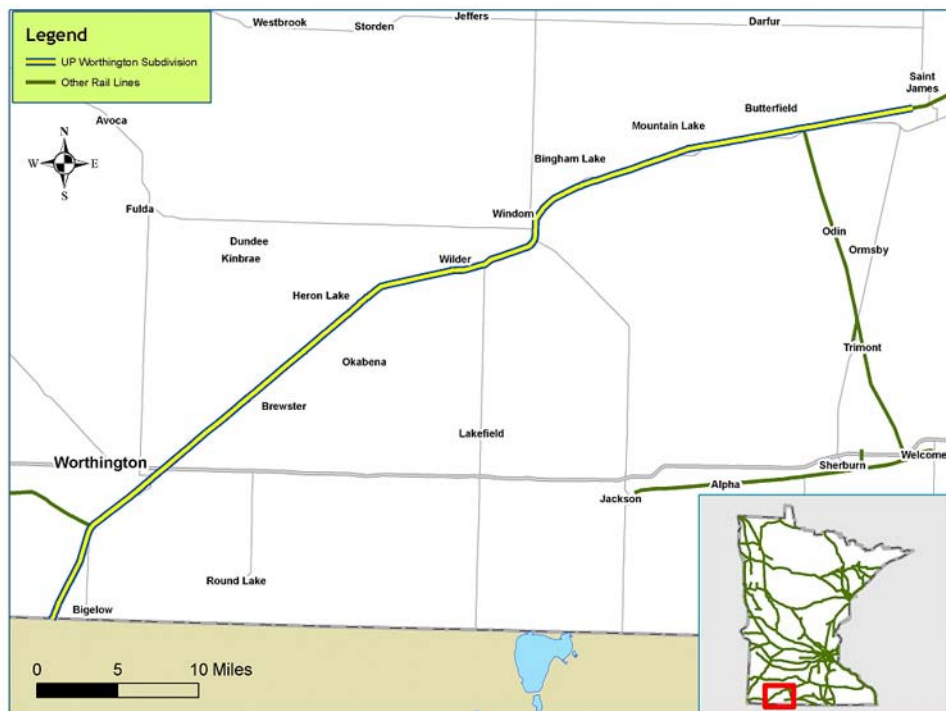 Legend
UP Worthington Subdivision
Other Rail Lines
N
W
E
S
Westbrook
Storden
Jeffers
Darfur
Saint
James
Butterfield
Mountain Lake
Bingham Lake
Avoca
Fulda
Windom
Dundee
Kinbrae
Wilder
Odin
Ormsby
Heron Lake
Okabena
Trimont
Brewster
Lakefield
Worthington
Sherburn
Welcome
Alpha
Jackson
Round Lake
Bigelow
0 5 10 Miles